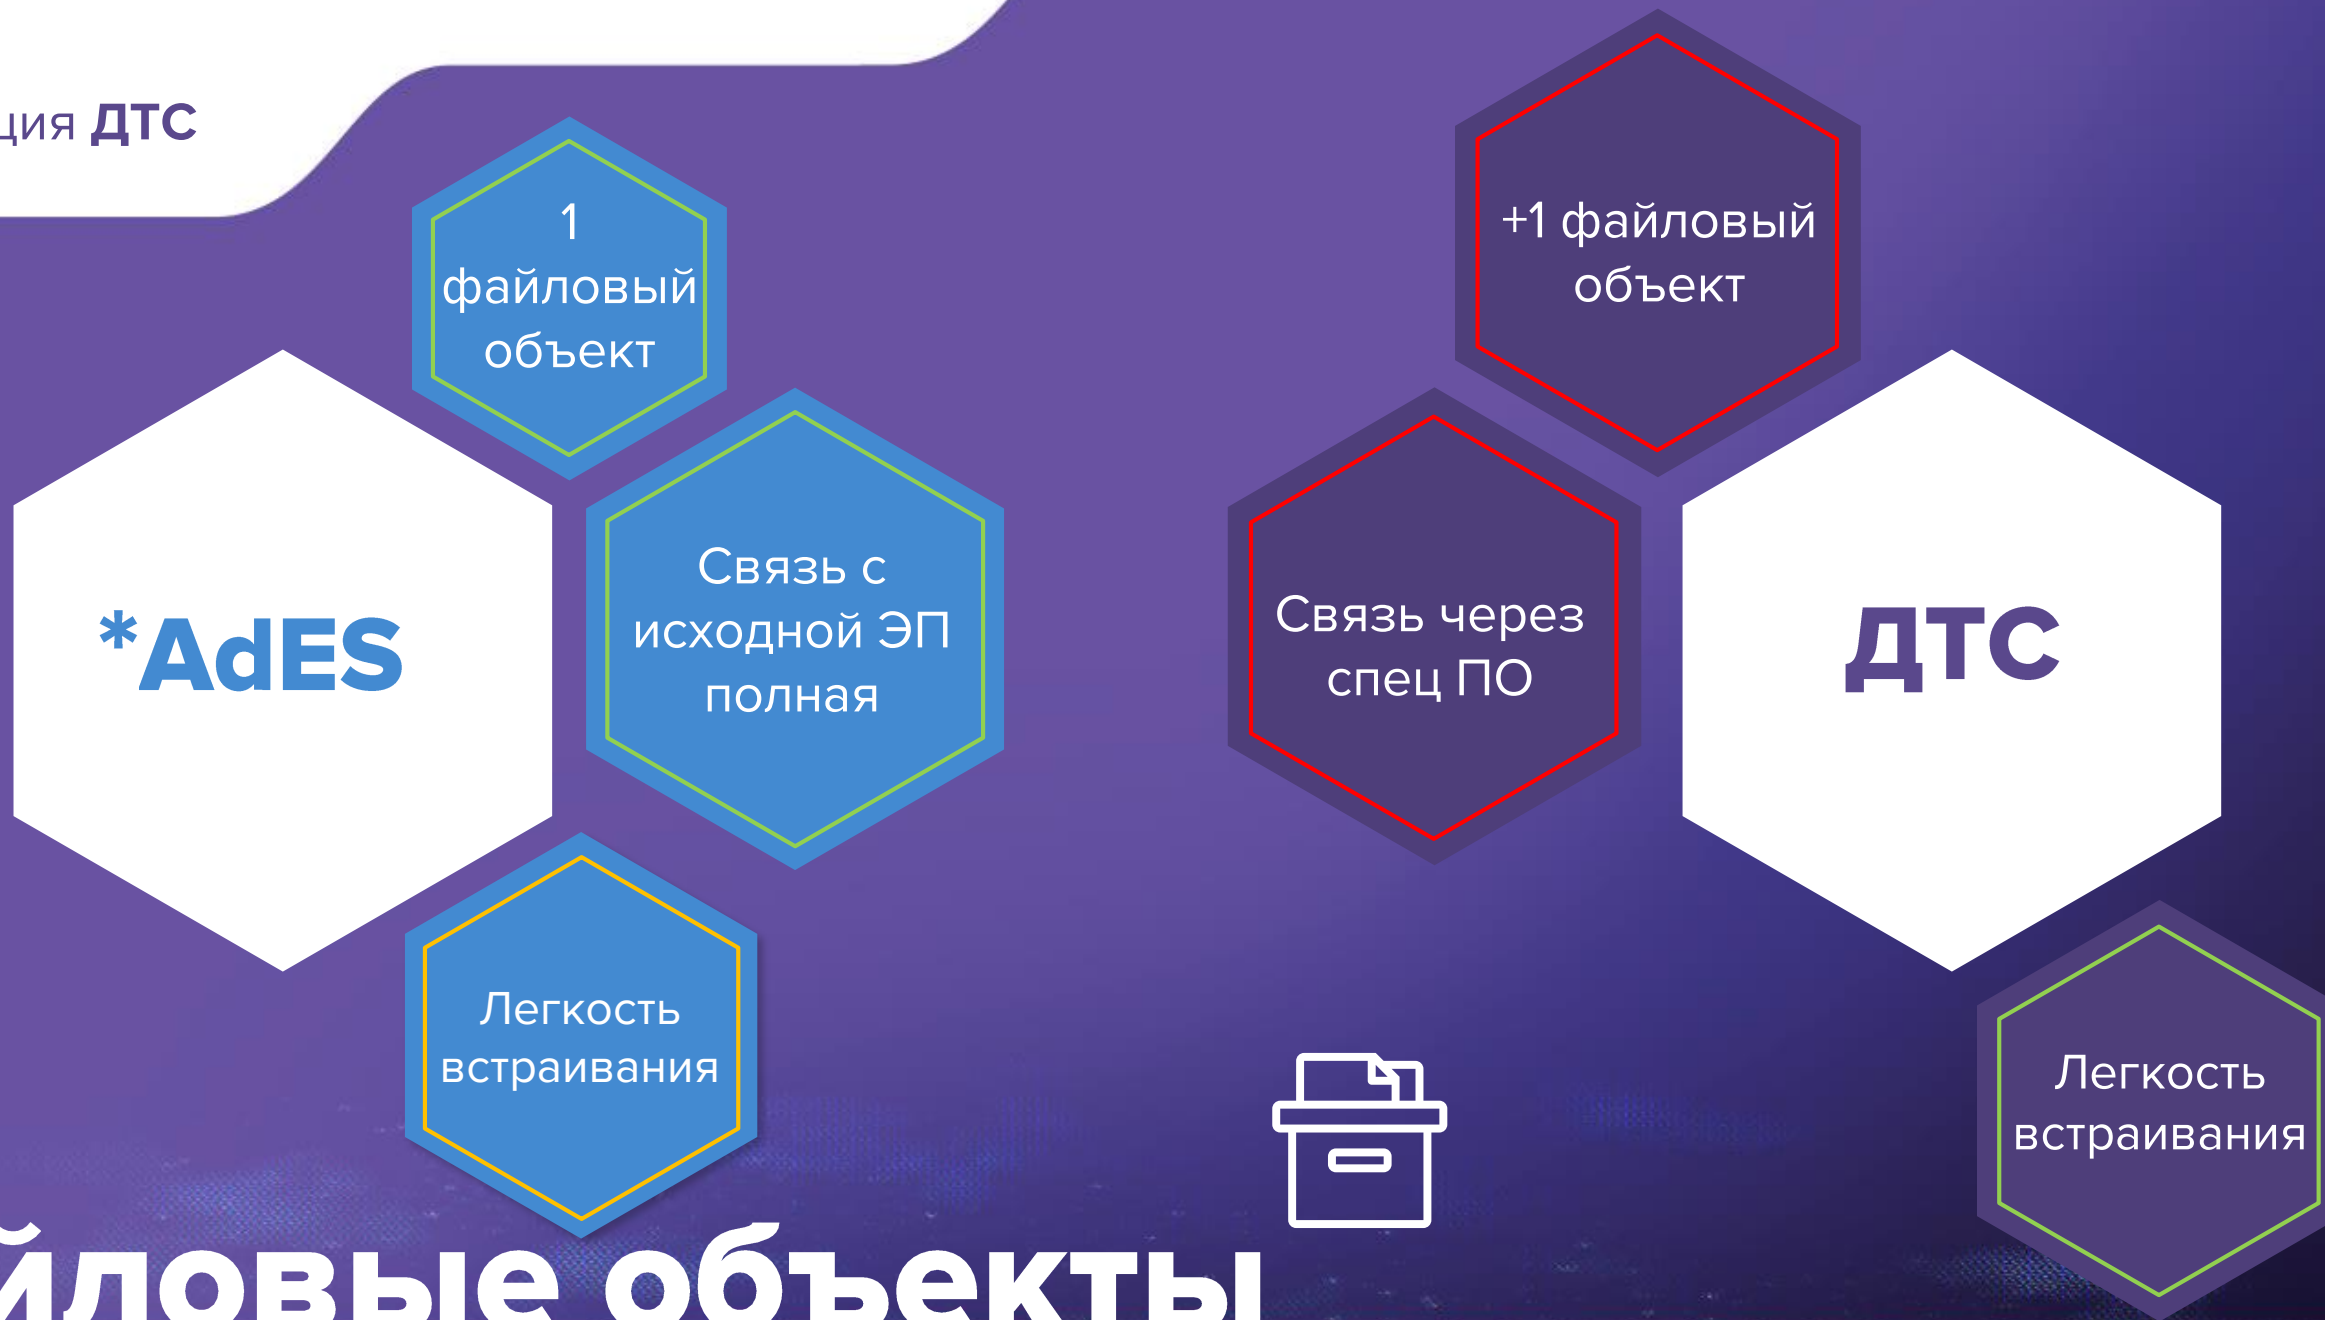 ция ДТС
1
файловый
объект
*AdES
Связь с
исходной ЭП
полная
Легкость
встраивания
+1 файловый
объект
Связь через
спец ПО
ДТС
Легкость
встраивания
йловые объекты